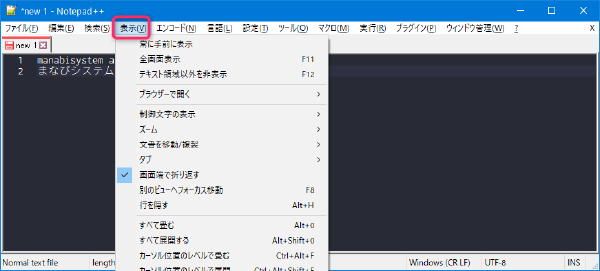 *new 1 - Notepad++
ファイル(F) 編集(E) 検索(S) 表示(V) エンコード(N) 言語(L) 設定(T) ツール(O) マクロ(M) 実行(R) プラグイン(P) ウィンドウ管理(W) ?
new 1
常に手前に表示
全画面表示 F11
テキスト領域以外を非表示 F12
ブラウザーで開く
制御文字の表示
ズーム
文書を移動/複製
タブ
画面端で折り返す
別のビューへフォーカス移動 F8
行を隠す Alt+H
すべて畳む Alt+0
すべて展開する Alt+Shift+0
カーソル位置のレベルで畳む Ctrl+Alt+F
カーソル位置のレベルで展開 Alt+Shift+F
1 manabisystem a
2 まなびシステム
Normal text file length Windows (CR LF) UTF-8 INS